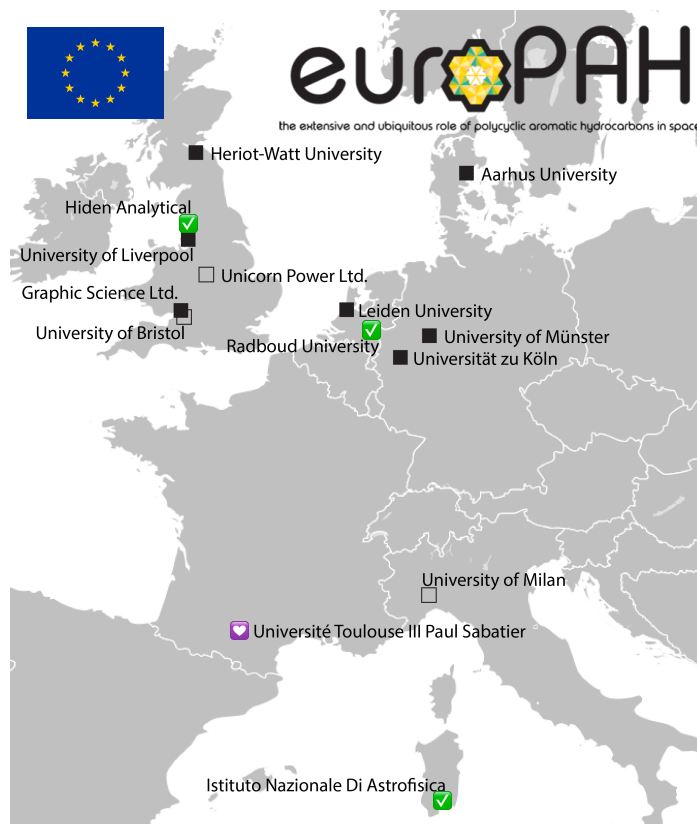 eurOPAH
the extensive and ubiquitous role of polycyclic aromatic hydrocarbons in space
Heriot-Watt University
Aarhus University
Hiden Analytical
University of Liverpool
Unicorn Power Ltd.
Graphic Science Ltd.
Leiden University
University of Bristol
Radboud University
University of Münster
Universität zu Köln
University of Milan
Université Toulouse III Paul Sabatier
Istituto Nazionale Di Astrofisica